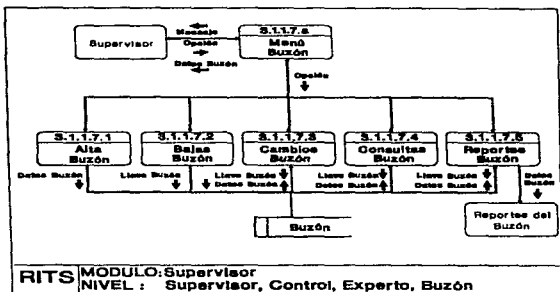 Supervisor
Mensaje
Opción
Datos Buzón
3.1.1.7.a
Menú
Buzón
Opción
3.1.1.7.1
Alta
Buzón
3.1.1.7.2
Bajas
Buzón
3.1.1.7.3
Cambios
Buzón
3.1.1.7.4
Consultas
Buzón
3.1.1.7.5
Reportes
Buzón
Datos Buzón
Llave Buzón
Llave Buzón
Datos Buzón
Llave Buzón
Datos Buzón
Llave Buzón
Datos Buzón
Datos
Buzón
Buzón
Reportes del
Buzón
RITS
MODULO: Supervisor
NIVEL : Supervisor, Control, Experto, Buzón